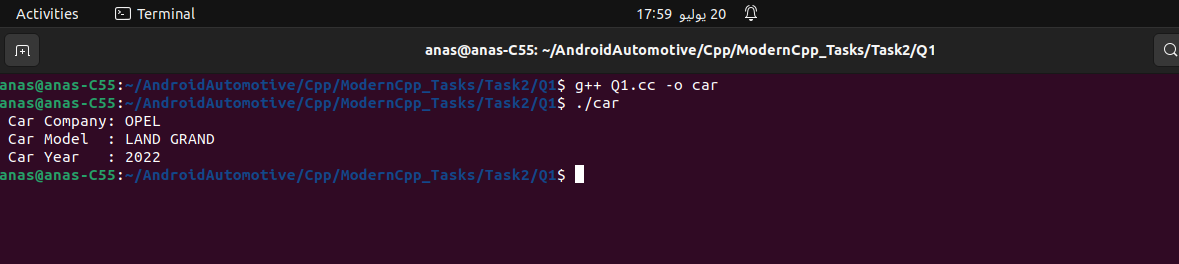 Activities Terminal 17:59 20 يوليو
anas@anas-C55: ~/AndroidAutomotive/Cpp/ModernCpp_Tasks/Task2/Q1
anas@anas-C55:~/AndroidAutomotive/Cpp/ModernCpp_Tasks/Task2/Q1$ g++ Q1.cc -o car
anas@anas-C55:~/AndroidAutomotive/Cpp/ModernCpp_Tasks/Task2/Q1$ ./car
Car Company: OPEL
Car Model  : LAND GRAND
Car Year   : 2022
anas@anas-C55:~/AndroidAutomotive/Cpp/ModernCpp_Tasks/Task2/Q1$